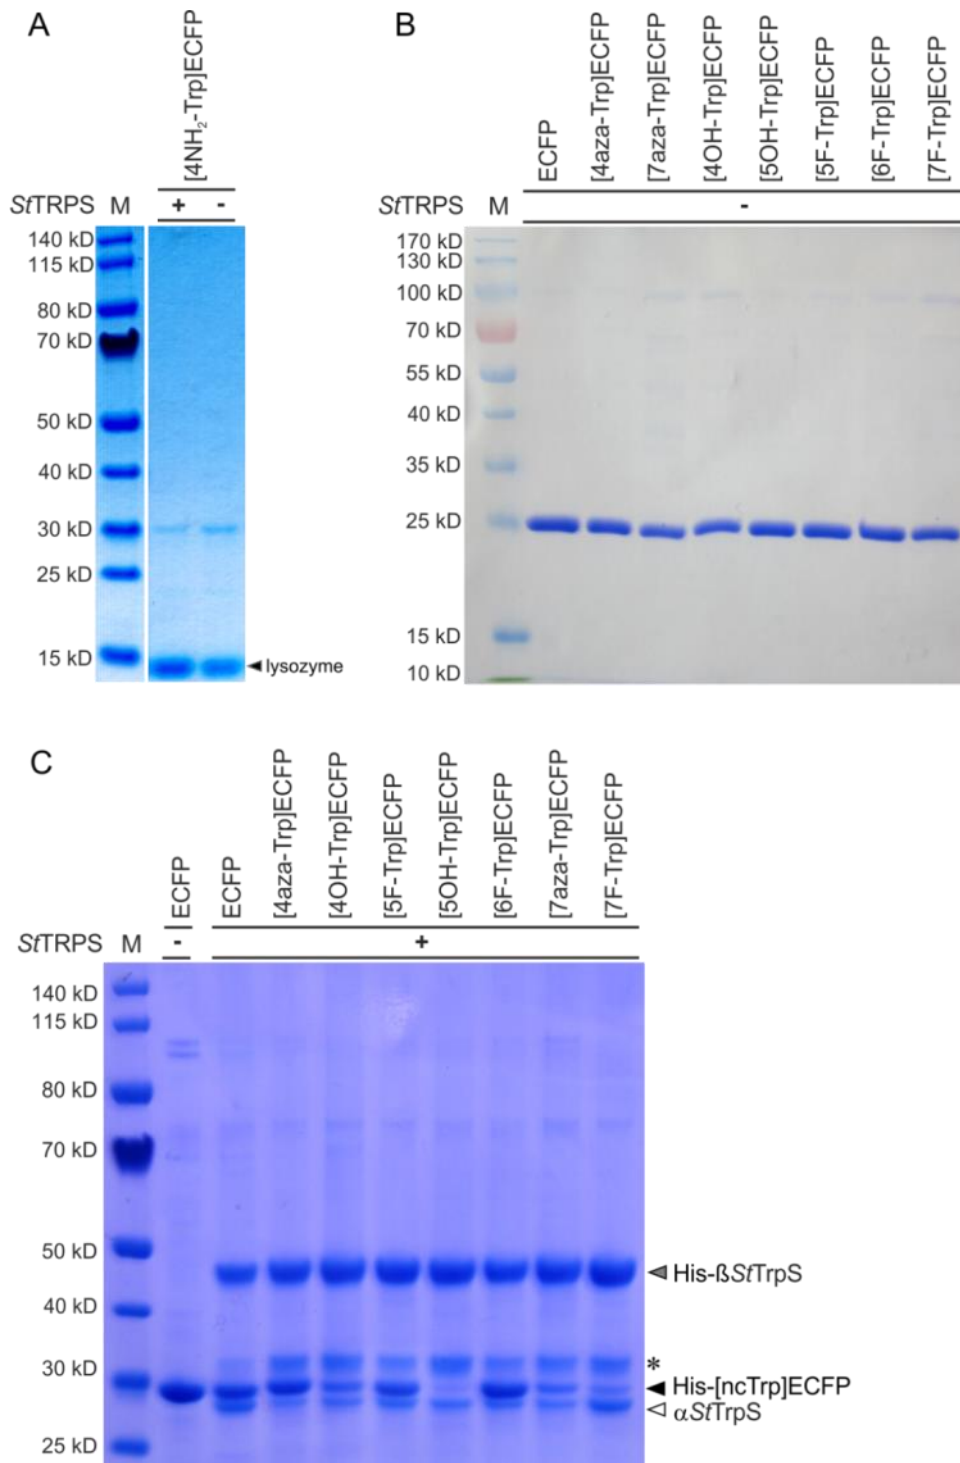 A
[4NH₂-Trp]ECFP
StTRPS M + -
140 kD
115 kD
80 kD
70 kD
50 kD
40 kD
30 kD
25 kD
15 kD
lysozyme
B
ECFP
[4aza-Trp]ECFP
[7aza-Trp]ECFP
[4OH-Trp]ECFP
[5OH-Trp]ECFP
[5F-Trp]ECFP
[6F-Trp]ECFP
[7F-Trp]ECFP
StTRPS M -
170 kD
130 kD
100 kD
70 kD
55 kD
40 kD
35 kD
25 kD
15 kD
10 kD
C
ECFP
ECFP
[4aza-Trp]ECFP
[4OH-Trp]ECFP
[5F-Trp]ECFP
[5OH-Trp]ECFP
[6F-Trp]ECFP
[7aza-Trp]ECFP
[7F-Trp]ECFP
StTRPS M - +
140 kD
115 kD
80 kD
70 kD
50 kD
40 kD
30 kD
25 kD
His-ßStTrpS
*
His-[ncTrp]ECFP
αStTrpS